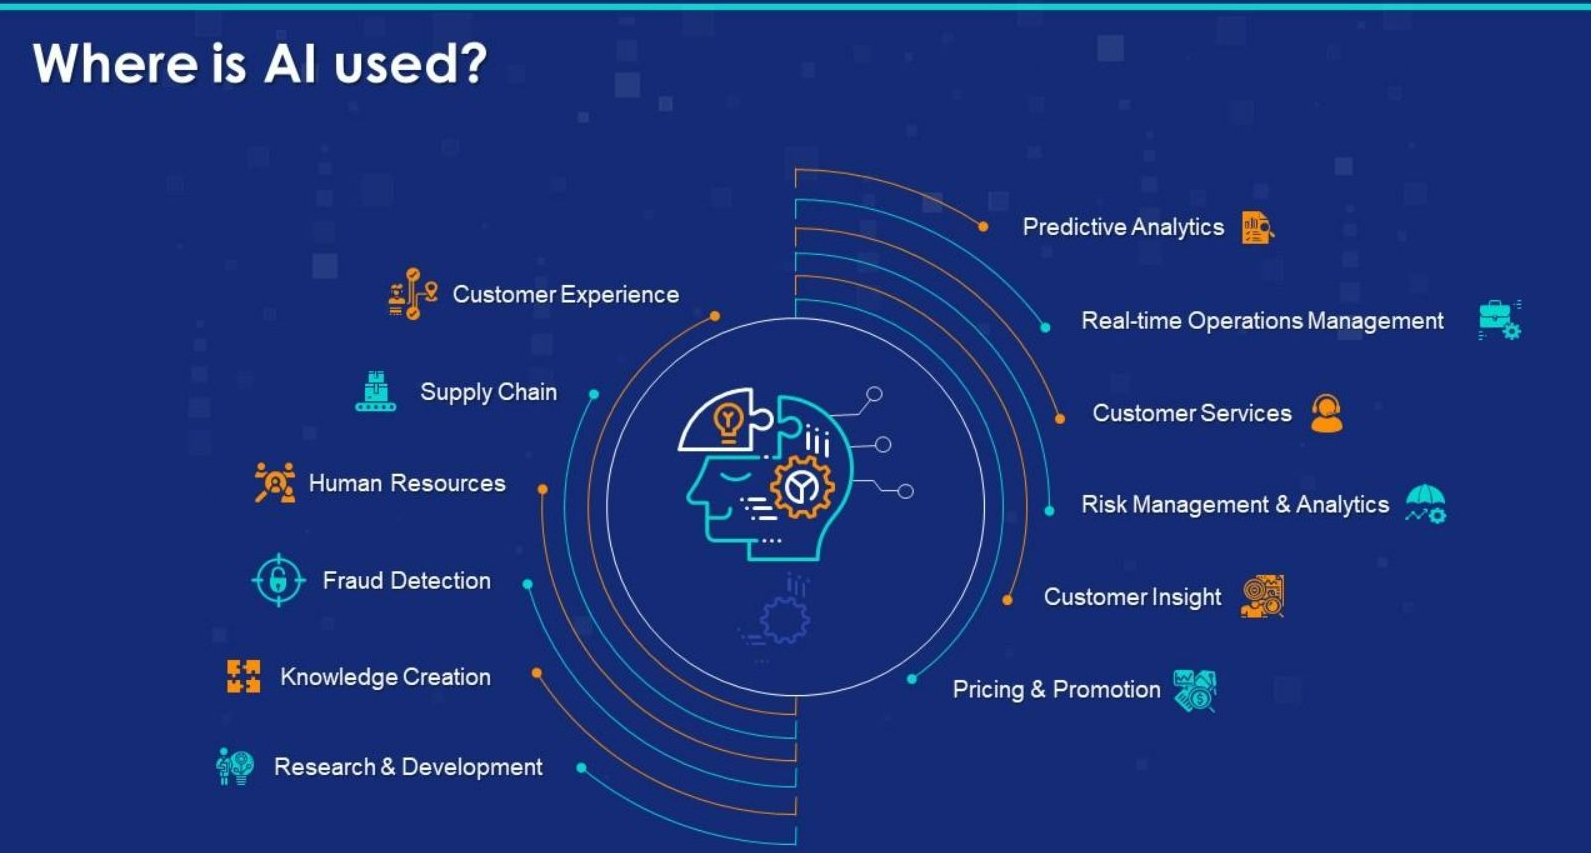 Where is AI used?
Customer Experience
Supply Chain
Human Resources
Fraud Detection
Knowledge Creation
Research & Development
Predictive Analytics
Real-time Operations Management
Customer Services
Risk Management & Analytics
Customer Insight
Pricing & Promotion